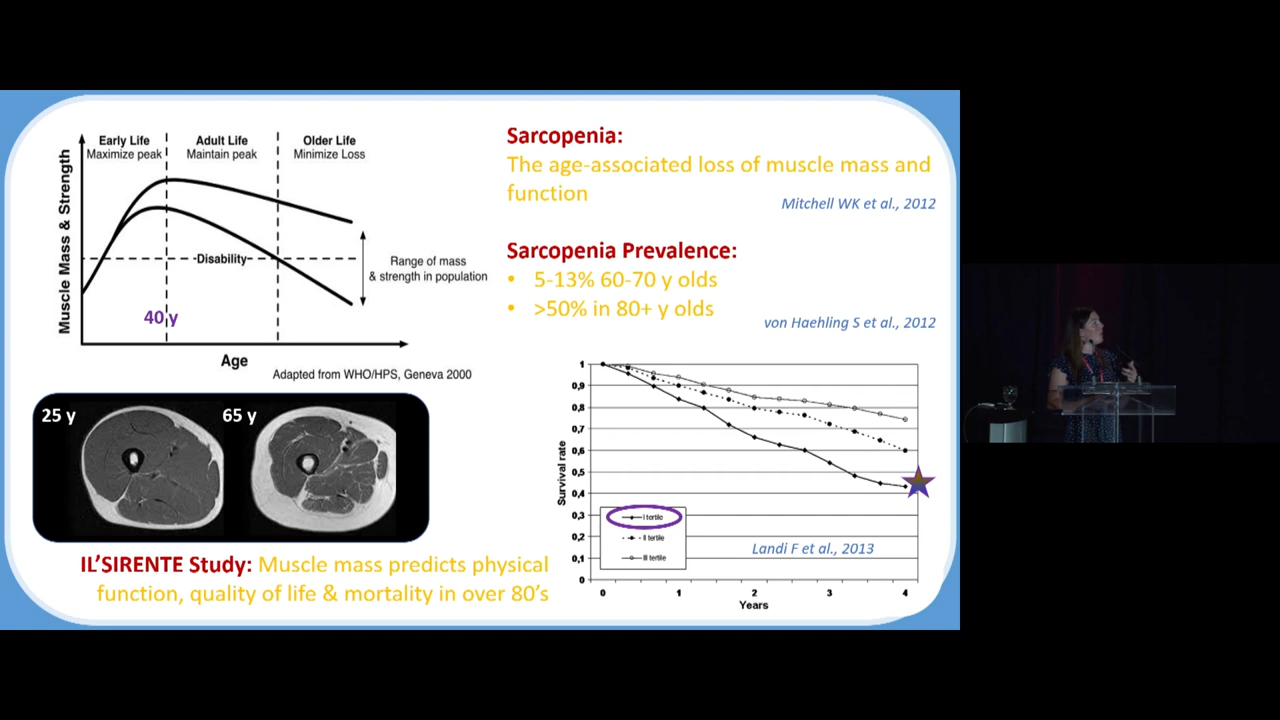 Early Life
Maximize peak
Adult Life
Maintain peak
Older Life
Minimize Loss
Muscle Mass & Strength
Disability
Range of mass
& strength in population
40 y
Age
Adapted from WHO/HPS, Geneva 2000
Sarcopenia:
The age-associated loss of muscle mass and
function
Mitchell WK et al., 2012
Sarcopenia Prevalence:
• 5-13% 60-70 y olds
• >50% in 80+ y olds
von Haehling S et al., 2012
25 y
65 y
IL’SIRENTE Study: Muscle mass predicts physical
function, quality of life & mortality in over 80’s
Survival rate
1
0,9
0,8
0,7
0,6
0,5
0,4
0,3
0,2
0,1
0
I tertile
II tertile
III tertile
Landi F et al., 2013
0
1
2
3
4
Years